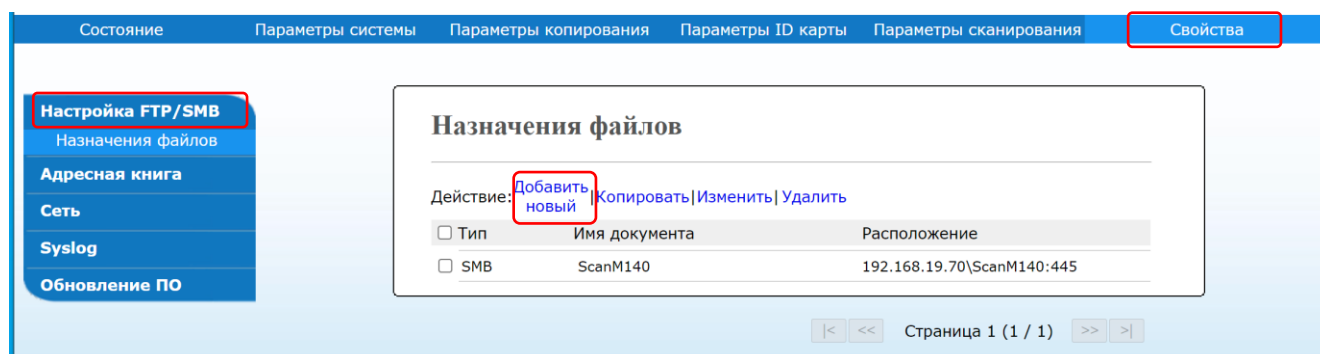 Состояние Параметры системы Параметры копирования Параметры ID карты Параметры сканирования Свойства
Настройка FTP/SMB
Назначения файлов
Адресная книга
Сеть
Syslog
Обновление ПО
Назначения файлов
Действие: Добавить новый |Копировать|Изменить| Удалить
Тип Имя документа Расположение
SMB ScanM140 192.168.19.70\ScanM140:445
|< << Страница 1 (1 / 1) >> >|